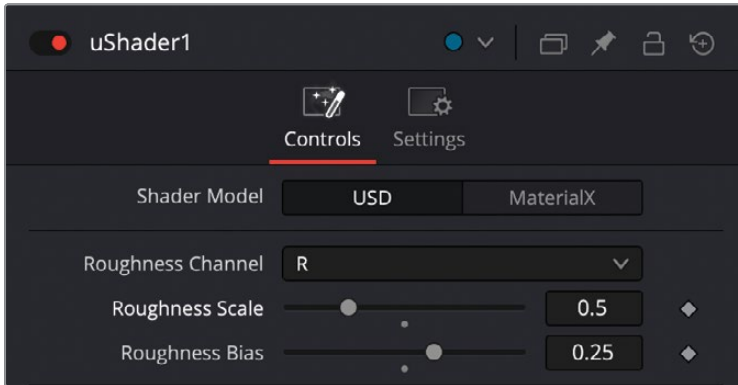 uShader1
Controls Settings
Shader Model USD MaterialX
Roughness Channel R
Roughness Scale 0.5
Roughness Bias 0.25